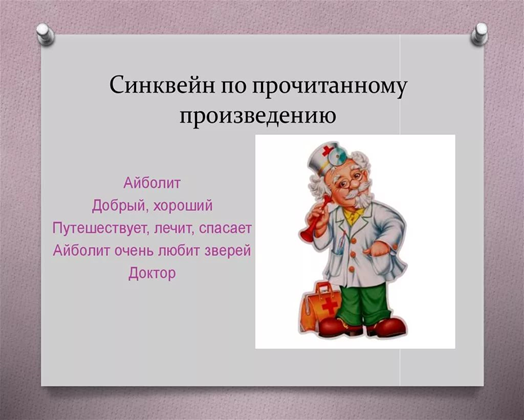 Синквейн по прочитанному
произведению
Айболит
Добрый, хороший
Путешествует, лечит, спасает
Айболит очень любит зверей
Доктор